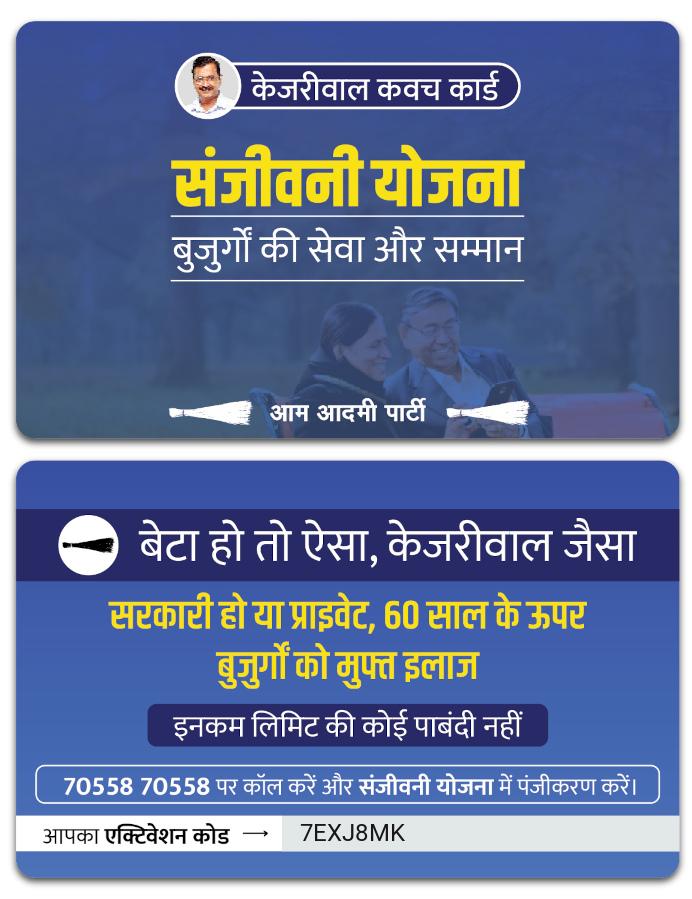 केजरीवाल कवच कार्ड
संजीवनी योजना
बुजुर्गों की सेवा और सम्मान
आम आदमी पार्टी
बेटा हो तो ऐसा, केजरीवाल जैसा
सरकारी हो या प्राइवेट, 60 साल के ऊपर
बुजुर्गों को मुफ्त इलाज
इनकम लिमिट की कोई पाबंदी नहीं
70558 70558 पर कॉल करें और संजीवनी योजना में पंजीकरण करें।
आपका एक्टिवेशन कोड → 7EXJ8MK